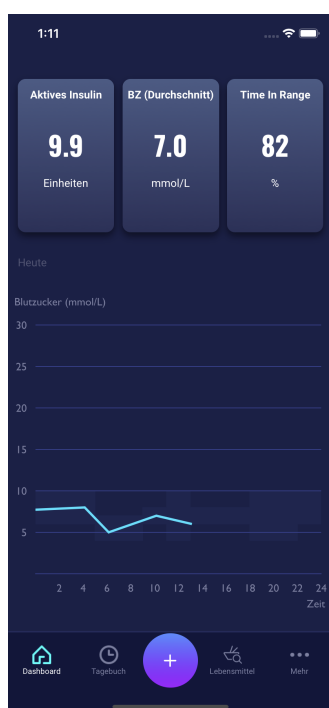 1:11
Aktives Insulin
BZ (Durchschnitt)
Time In Range
9.9
7.0
82
Einheiten
mmol/L
%
Heute
Blutzucker (mmol/L)
30
25
20
15
10
5
2 4 6 8 10 12 14 16 18 20 22 24
Zeit
Dashboard
Tagebuch
+
Lebensmittel
Mehr